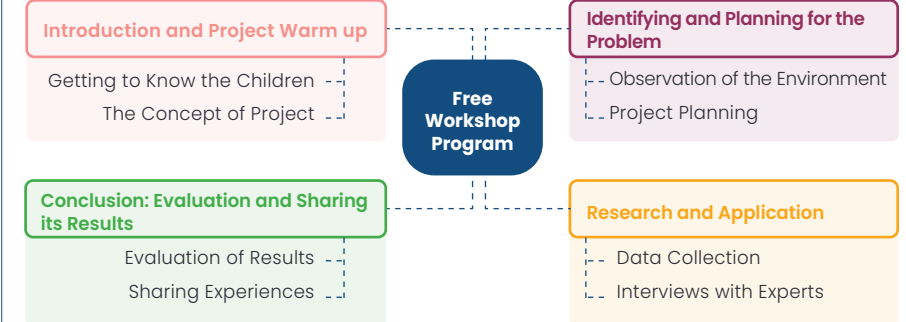 Introduction and Project Warm up
Getting to Know the Children
The Concept of Project
Identifying and Planning for the
Problem
Observation of the Environment
Project Planning
Free
Workshop
Program
Conclusion: Evaluation and Sharing
its Results
Evaluation of Results
Sharing Experiences
Research and Application
Data Collection
Interviews with Experts